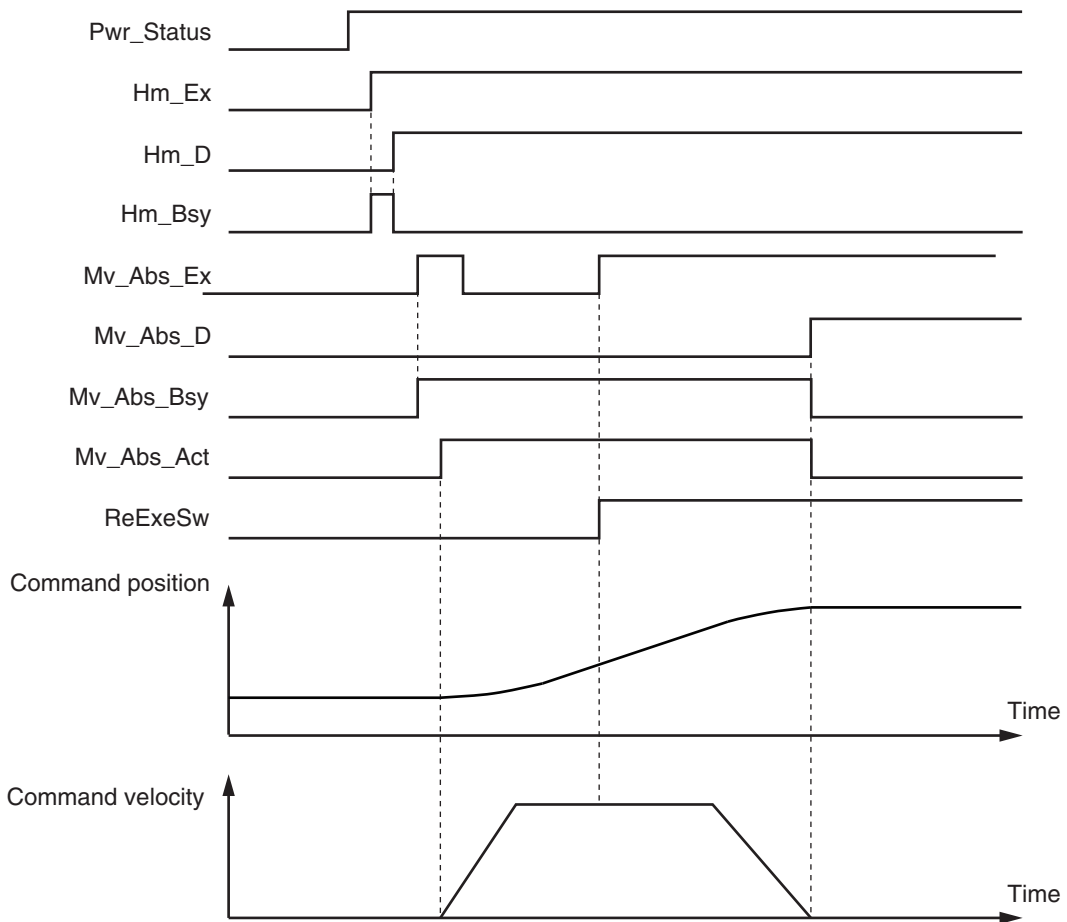 Pwr_Status
Hm_Ex
Hm_D
Hm_Bsy
Mv_Abs_Ex
Mv_Abs_D
Mv_Abs_Bsy
Mv_Abs_Act
ReExeSw
Command position
Time
Command velocity
Time